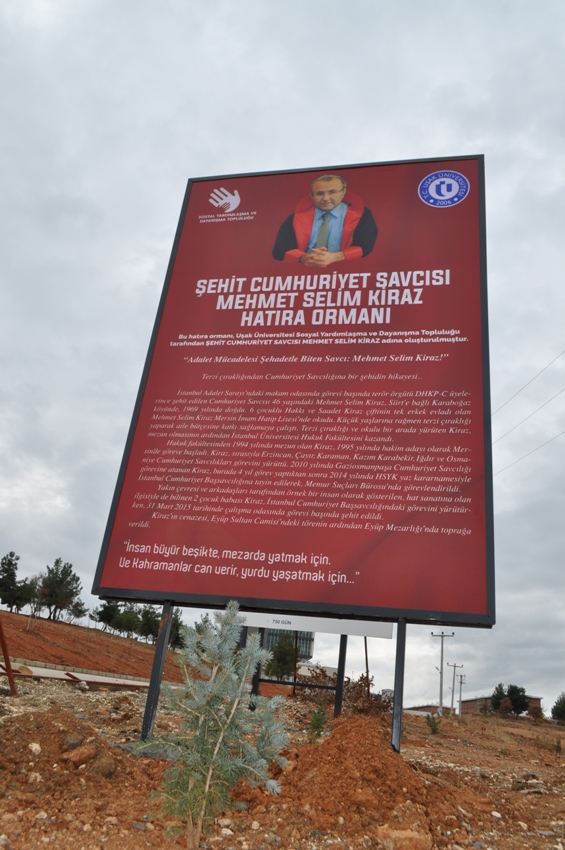 SOSYAL YARDIMLAŞMA VE
DAYANIŞMA TOPLULUĞU
T.C. UŞAK ÜNİVERSİTESİ
2006
ŞEHİT CUMHURİYET SAVCISI
MEHMET SELİM KİRAZ
HATIRA ORMANI
Bu hatıra ormanı, Uşak Üniversitesi Sosyal Yardımlaşma ve Dayanışma Topluluğu
tarafından ŞEHİT CUMHURİYET SAVCISI MEHMET SELİM KİRAZ adına oluşturulmuştur.
“Adalet Mücadelesi Şehadetle Biten Savcı: Mehmet Selim Kiraz!”
Terzi çıraklığından Cumhuriyet Savcılığına bir şehidin hikayesi..
İstanbul Adalet Sarayı'ndaki makam odasında görevi başında terör örgütü DHKP-C üyele-
rince şehit edilen Cumhuriyet Savcısı 46 yaşındaki Mehmet Selim Kiraz, Siirt'e bağlı Karabağ
köyünde, 1969 yılında doğdu. 6 çocuklu Hakkı ve Saadet Kiraz çiftinin tek erkek evladı olan
Mehmet Selim Kiraz Mersin İmam Hatip Lisesi'nde okudu. Küçük yaşlarına rağmen terzi çıraklığı
yaparak aile bütçesine katkı sağlamaya çalıştı. Terzi çıraklığı ve okulu bir arada yürüten Kiraz,
mezun olmasının ardından İstanbul Üniversitesi Hukuk Fakültesini kazandı.
Hukuk fakültesinden 1994 yılında mezun olan Kiraz, 1995 yılında hakim adayı olarak Mer-
sin'de göreve başladı. Kiraz, sırasıyla Erzincan, Çayır, Karaman, Kazım Karabekir, Iğdır ve Osma-
niye Cumhuriyet Savcılıkları görevini yürüttü. 2010 yılında Gaziosmanpaşa Cumhuriyet Savcılığı
görevine atanan Kiraz, burada 4 yıl görev yaptıktan sonra 2014 yılında HSYK yaz kararnamesiyle
İstanbul Cumhuriyet Başsavcılığına tayin edilerek, Memur Suçları Bürosu'nda görevlendirildi.
Yakın çevresi ve arkadaşları tarafından örnek bir insan olarak gösterilen, hat sanatına olan
ilgisiyle de bilinen 2 çocuk babası Kiraz, İstanbul Cumhuriyet Başsavcılığındaki görevini yürütür-
ken, 31 Mart 2015 tarihinde çalışma odasında görevi başında şehit edildi.
Kiraz'ın cenazesi, Eyüp Sultan Camisi'ndeki törenin ardından Eyüp Mezarlığı'nda toprağa
verildi.
“İnsan büyür beşikte, mezarda yatmak için.
Ve Kahramanlar can verir, yurdu yaşatmak için...”
750 GÜN